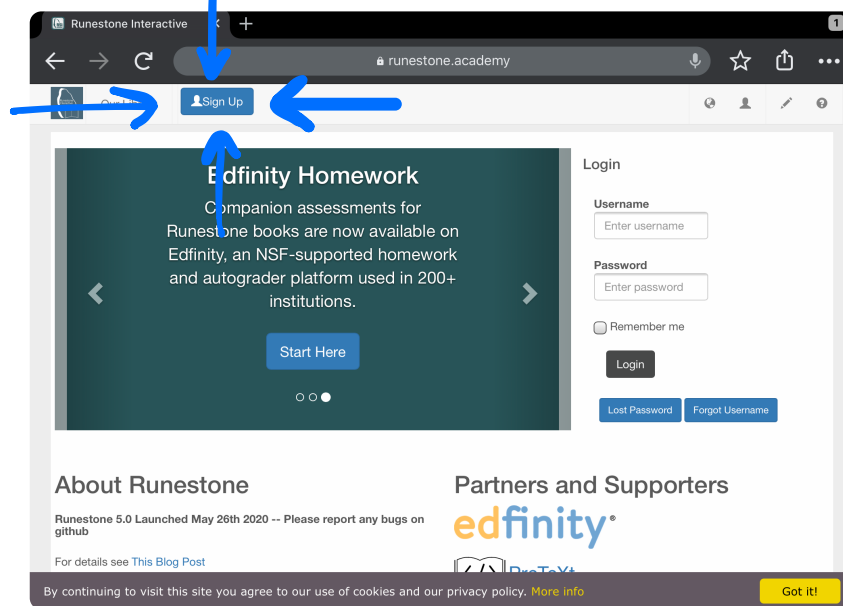 Runestone Interactive
1
runestone.academy
Sign Up
Edfinity Homework
Companion assessments for
Runestone books are now available on
Edfinity, an NSF-supported homework
and autograder platform used in 200+
institutions.
Start Here
Login
Username
Enter username
Password
Enter password
Remember me
Login
Lost Password
Forgot Username
About Runestone
Runestone 5.0 Launched May 26th 2020 -- Please report any bugs on
github
For details see This Blog Post
Partners and Supporters
edfinity®
PreTeXt
By continuing to visit this site you agree to our use of cookies and our privacy policy. More info
Got it!